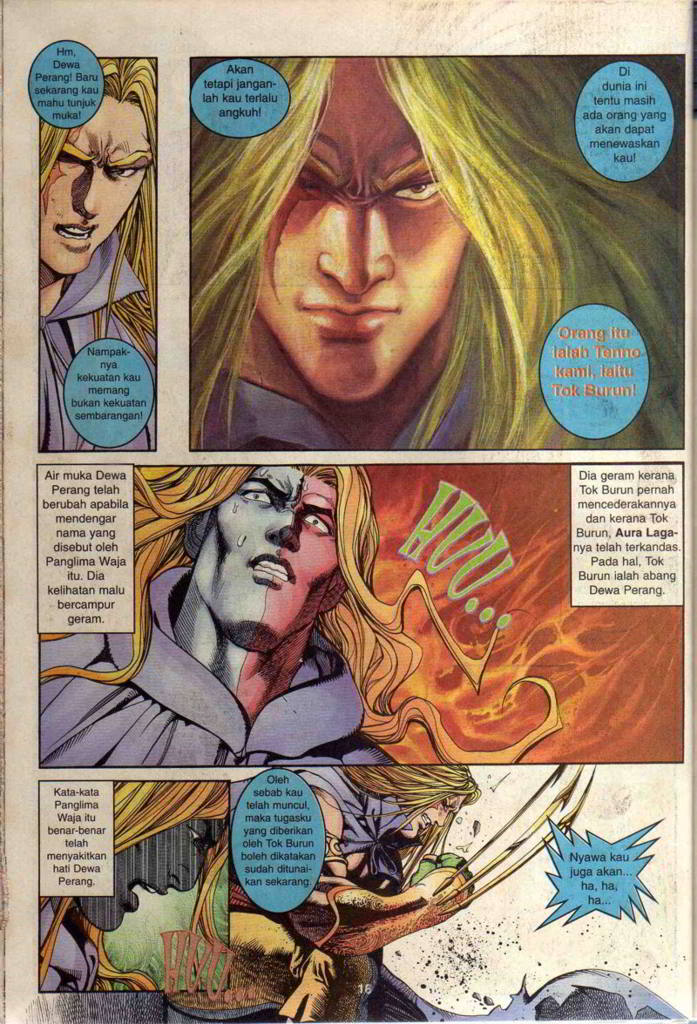 Hm,
Dewa
Perang! Baru
sekarang kau
mahu tunjuk
muka!
Nampak-
nya
kekuatan kau
memang
bukan kekuatan
sembarangan!
Akan
tetapi jangan-
lah kau terlalu
angkuh!
Di
dunia ini
tentu masih
ada orang yang
akan dapat
menewaskan
kau!
Orang itu
ialah Tenno
kami, iaitu
Tok Burun!
Air muka Dewa
Perang telah
berubah apabila
mendengar
nama yang
disebut oleh
Panglima Waja
itu. Dia
kelihatan malu
bercampur
geram.
HUU...
Dia geram kerana
Tok Burun pernah
mencederakannya
dan kerana Tok
Burun, Aura Laga-
nya telah terkandas.
Pada hal, Tok
Burun ialah abang
Dewa Perang.
Kata-kata
Panglima
Waja itu
benar-benar
telah
menyakitkan
hati Dewa
Perang.
HUU...
Oleh
sebab kau
telah muncul,
maka tugasku
yang diberikan
oleh Tok Burun
boleh dikatakan
sudah ditunai-
kan sekarang.
Nyawa kau
juga akan...
ha, ha,
ha...
16